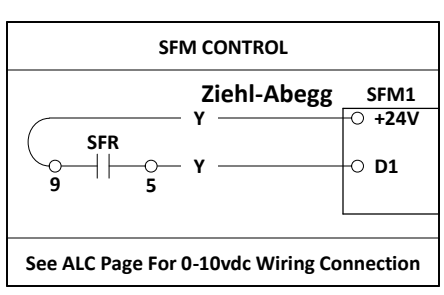 SFM CONTROL
Ziehl-Abegg SFM1
Y +24V
SFR
Y D1
9 5
See ALC Page For 0-10vdc Wiring Connection